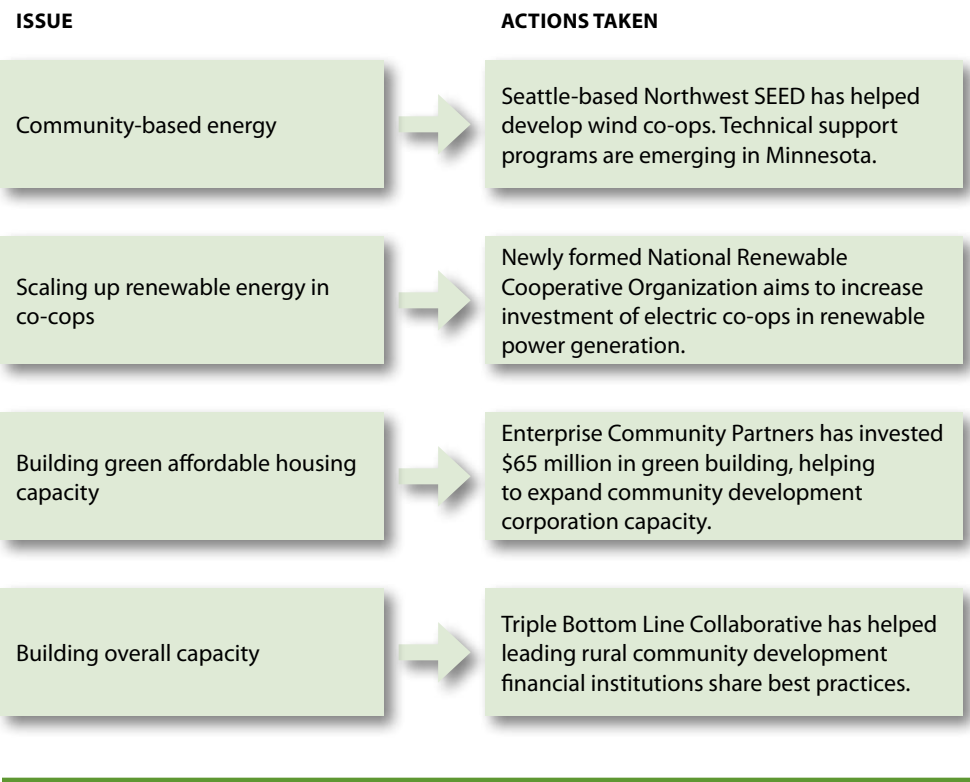 ISSUE
ACTIONS TAKEN
Community-based energy
Seattle-based Northwest SEED has helped
develop wind co-ops. Technical support
programs are emerging in Minnesota.
Scaling up renewable energy in
co-cops
Newly formed National Renewable
Cooperative Organization aims to increase
investment of electric co-ops in renewable
power generation.
Building green affordable housing
capacity
Enterprise Community Partners has invested
$65 million in green building, helping
to expand community development
corporation capacity.
Building overall capacity
Triple Bottom Line Collaborative has helped
leading rural community development
financial institutions share best practices.